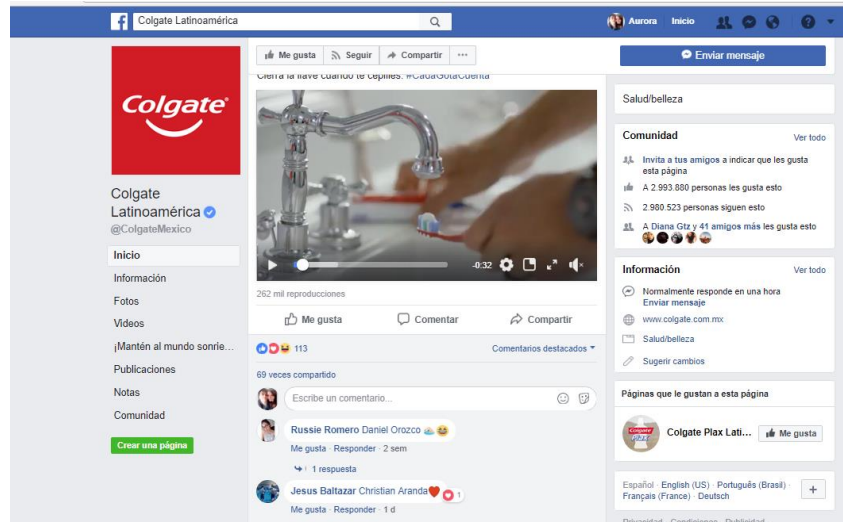 Colgate Latinoamérica
Aurora Inicio
Colgate
Colgate
Latinoamérica
@ColgateMexico
Inicio
Información
Fotos
Videos
¡Mantén al mundo sonrie...
Publicaciones
Notas
Comunidad
Crear una página
Me gusta Seguir Compartir ...
Cierra la llave cuando te cepilles. #CadaGotaCuenta
-0:32
262 mil reproducciones
Me gusta Comentar Compartir
113 Comentarios destacados
69 veces compartido
Escribe un comentario...
Russie Romero Daniel Orozco
Me gusta · Responder · 2 sem
1 respuesta
Jesus Baltazar Christian Aranda 1
Me gusta · Responder · 1 d
Enviar mensaje
Salud/belleza
Comunidad Ver todo
Invita a tus amigos a indicar que les gusta
esta página
A 2.993.880 personas les gusta esto
2 980.523 personas siguen esto
A Diana Gtz y 41 amigos más les gusta esto
Información Ver todo
Normalmente responde en una hora
Enviar mensaje
www.colgate.com.mx
Salud/belleza
Sugerir cambios
Páginas que le gustan a esta página
Colgate Plax Lati... Me gusta
Español · English (US) · Português (Brasil) ·
Français (France) · Deutsch
Privacidad · Condiciones · Publicidad